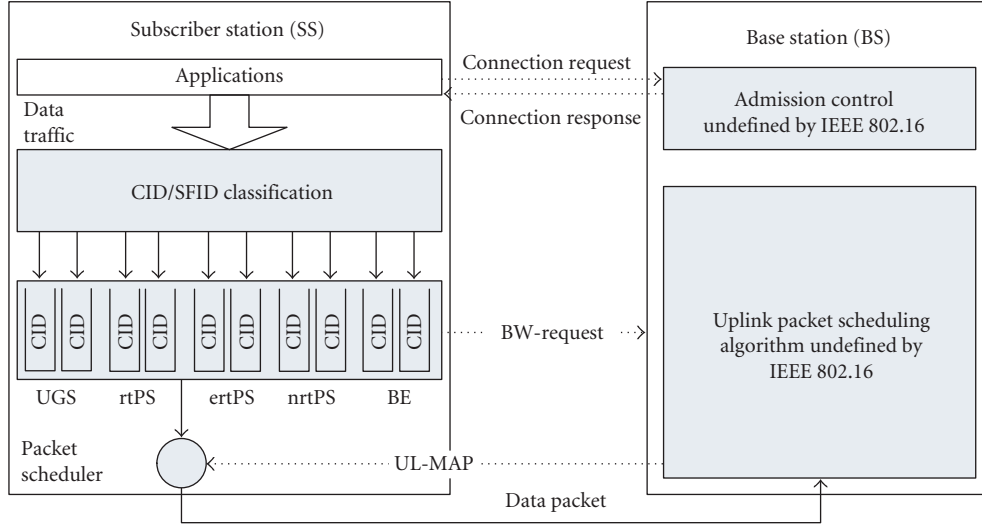 Subscriber station (SS)
Applications
Data
traffic
CID/SFID classification
CID
CID
CID
CID
CID
CID
CID
CID
CID
CID
UGS
rtPS
ertPS
nrtPS
BE
Packet
scheduler
Connection request
Connection response
BW-request
UL-MAP
Data packet
Base station (BS)
Admission control
undefined by IEEE 802.16
Uplink packet scheduling
algorithm undefined by
IEEE 802.16